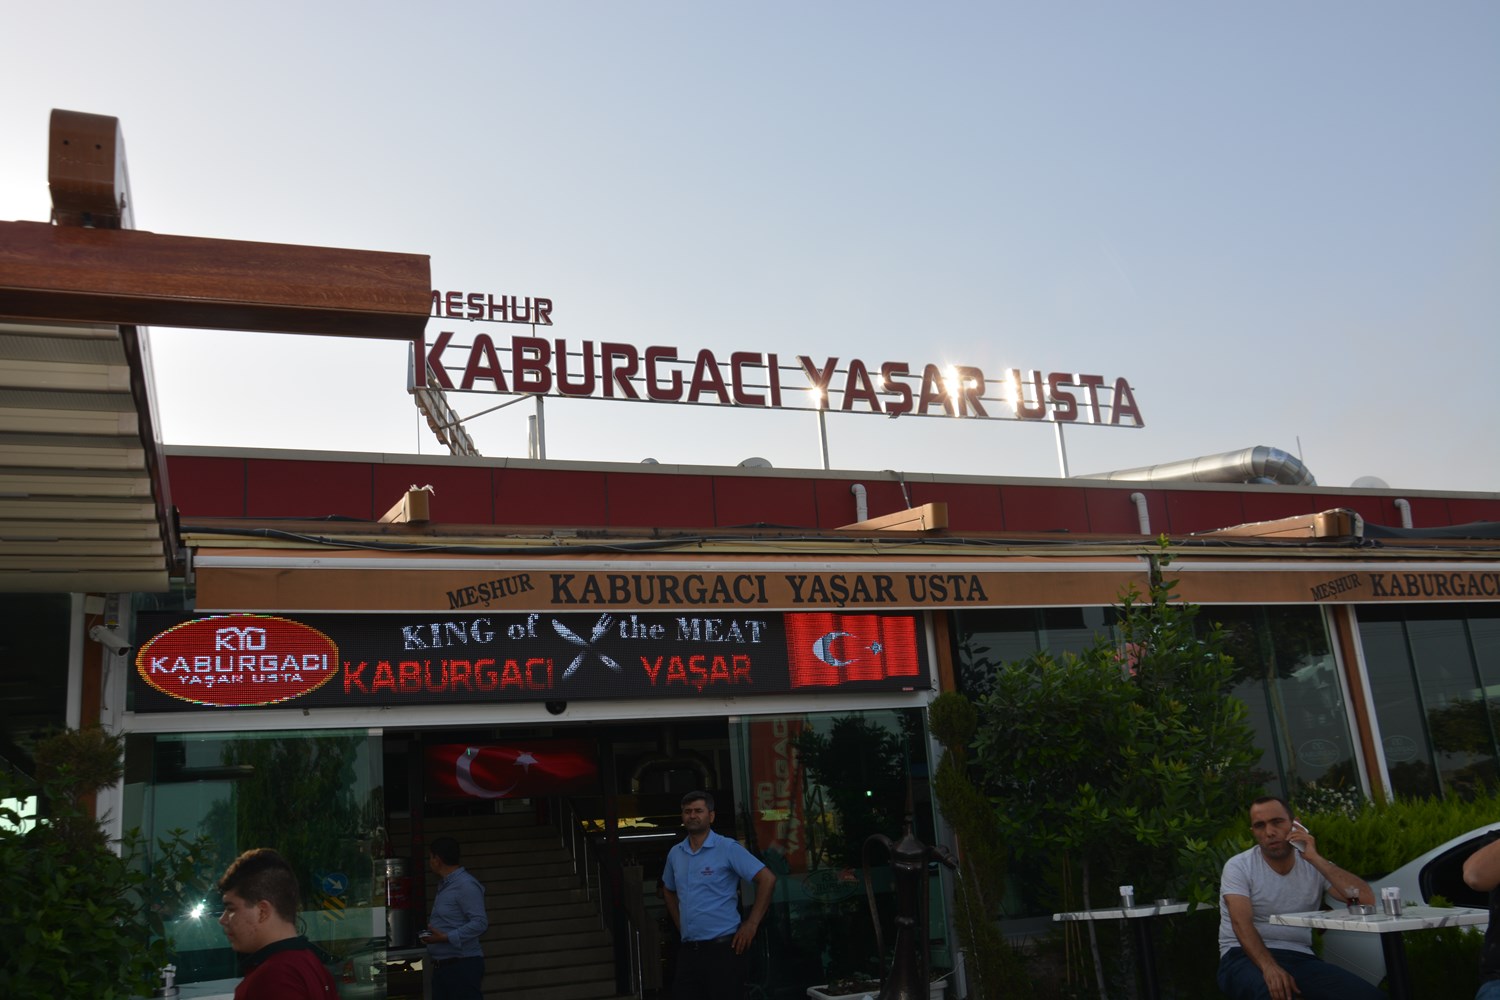 MEŞHUR
KABURGACI YAŞAR USTA
MEŞHUR KABURGACI YAŞAR USTA
MEŞHUR KABURGACI
KYU
KABURGACI
YAŞAR USTA
KING of the MEAT
KABURGACI YAŞAR